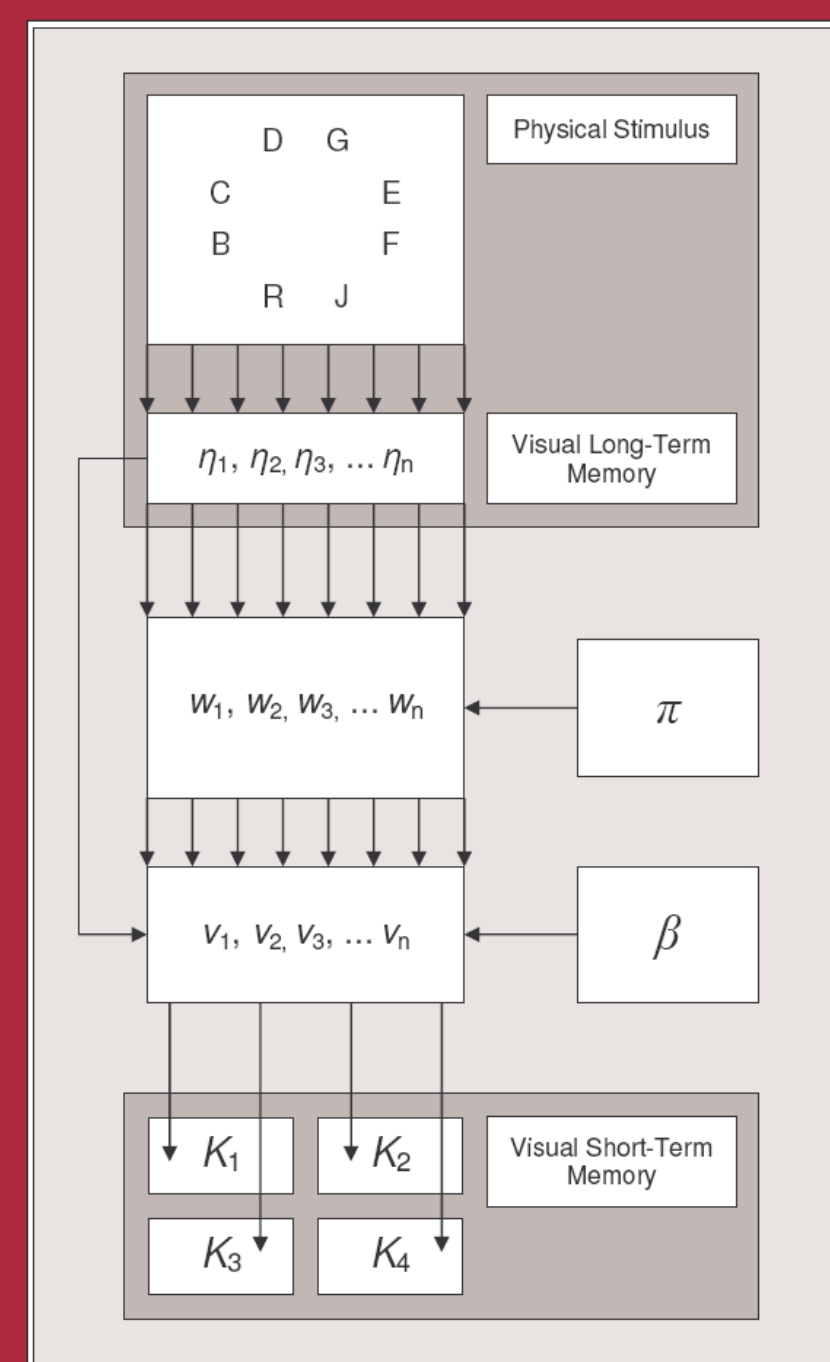 D G
Physical Stimulus
C E
B F
R J
η₁, η₂, η₃, ... ηₙ
Visual Long-Term
Memory
w₁, w₂, w₃, ... wₙ
π
v₁, v₂, v₃, ... vₙ
β
K₁ K₂
Visual Short-Term
Memory
K₃ K₄